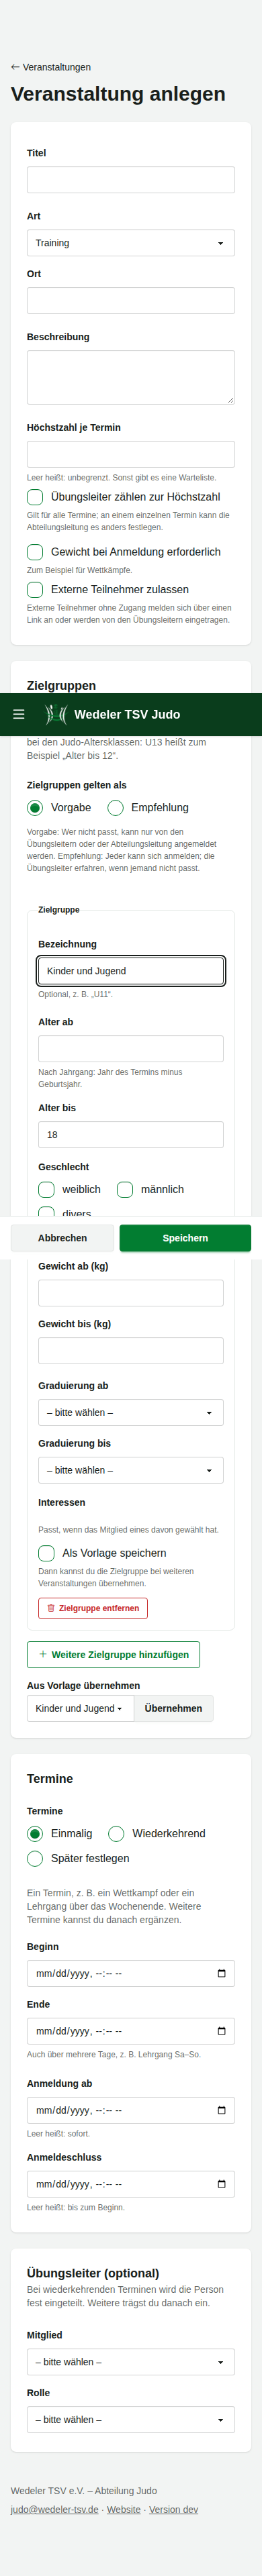 ← Veranstaltungen
Veranstaltung anlegen
Titel
Art
Training
Ort
Beschreibung
Höchstzahl je Termin
Leer heißt: unbegrenzt. Sonst gibt es eine Warteliste.
Übungsleiter zählen zur Höchstzahl
Gilt für alle Termine; an einem einzelnen Termin kann die
Abteilungsleitung es anders festlegen.
Gewicht bei Anmeldung erforderlich
Zum Beispiel für Wettkämpfe.
Externe Teilnehmer zulassen
Externe Teilnehmer ohne Zugang melden sich über einen
Link an oder werden von den Übungsleitern eingetragen.
Zielgruppen
Wedeler TSV Judo
bei den Judo-Altersklassen: U13 heißt zum
Beispiel „Alter bis 12“.
Zielgruppen gelten als
Vorgabe Empfehlung
Vorgabe: Wer nicht passt, kann nur von den
Übungsleitern oder der Abteilungsleitung angemeldet
werden. Empfehlung: Jeder kann sich anmelden; die
Übungsleiter erfahren, wenn jemand nicht passt.
Zielgruppe
Bezeichnung
Kinder und Jugend
Optional, z. B. „U11“.
Alter ab
Nach Jahrgang: Jahr des Termins minus
Geburtsjahr.
Alter bis
18
Geschlecht
weiblich männlich
divers
Abbrechen Speichern
Gewicht ab (kg)
Gewicht bis (kg)
Graduierung ab
– bitte wählen –
Graduierung bis
– bitte wählen –
Interessen
Passt, wenn das Mitglied eines davon gewählt hat.
Als Vorlage speichern
Dann kannst du die Zielgruppe bei weiteren
Veranstaltungen übernehmen.
Zielgruppe entfernen
+ Weitere Zielgruppe hinzufügen
Aus Vorlage übernehmen
Kinder und Jugend Übernehmen
Termine
Termine
Einmalig Wiederkehrend
Später festlegen
Ein Termin, z. B. ein Wettkampf oder ein
Lehrgang über das Wochenende. Weitere
Termine kannst du danach ergänzen.
Beginn
mm/dd/yyyy, --:-- --
Ende
mm/dd/yyyy, --:-- --
Auch über mehrere Tage, z. B. Lehrgang Sa–So.
Anmeldung ab
mm/dd/yyyy, --:-- --
Leer heißt: sofort.
Anmeldeschluss
mm/dd/yyyy, --:-- --
Leer heißt: bis zum Beginn.
Übungsleiter (optional)
Bei wiederkehrenden Terminen wird die Person
fest eingeteilt. Weitere trägst du danach ein.
Mitglied
– bitte wählen –
Rolle
– bitte wählen –
Wedeler TSV e.V. – Abteilung Judo
judo@wedeler-tsv.de · Website · Version dev